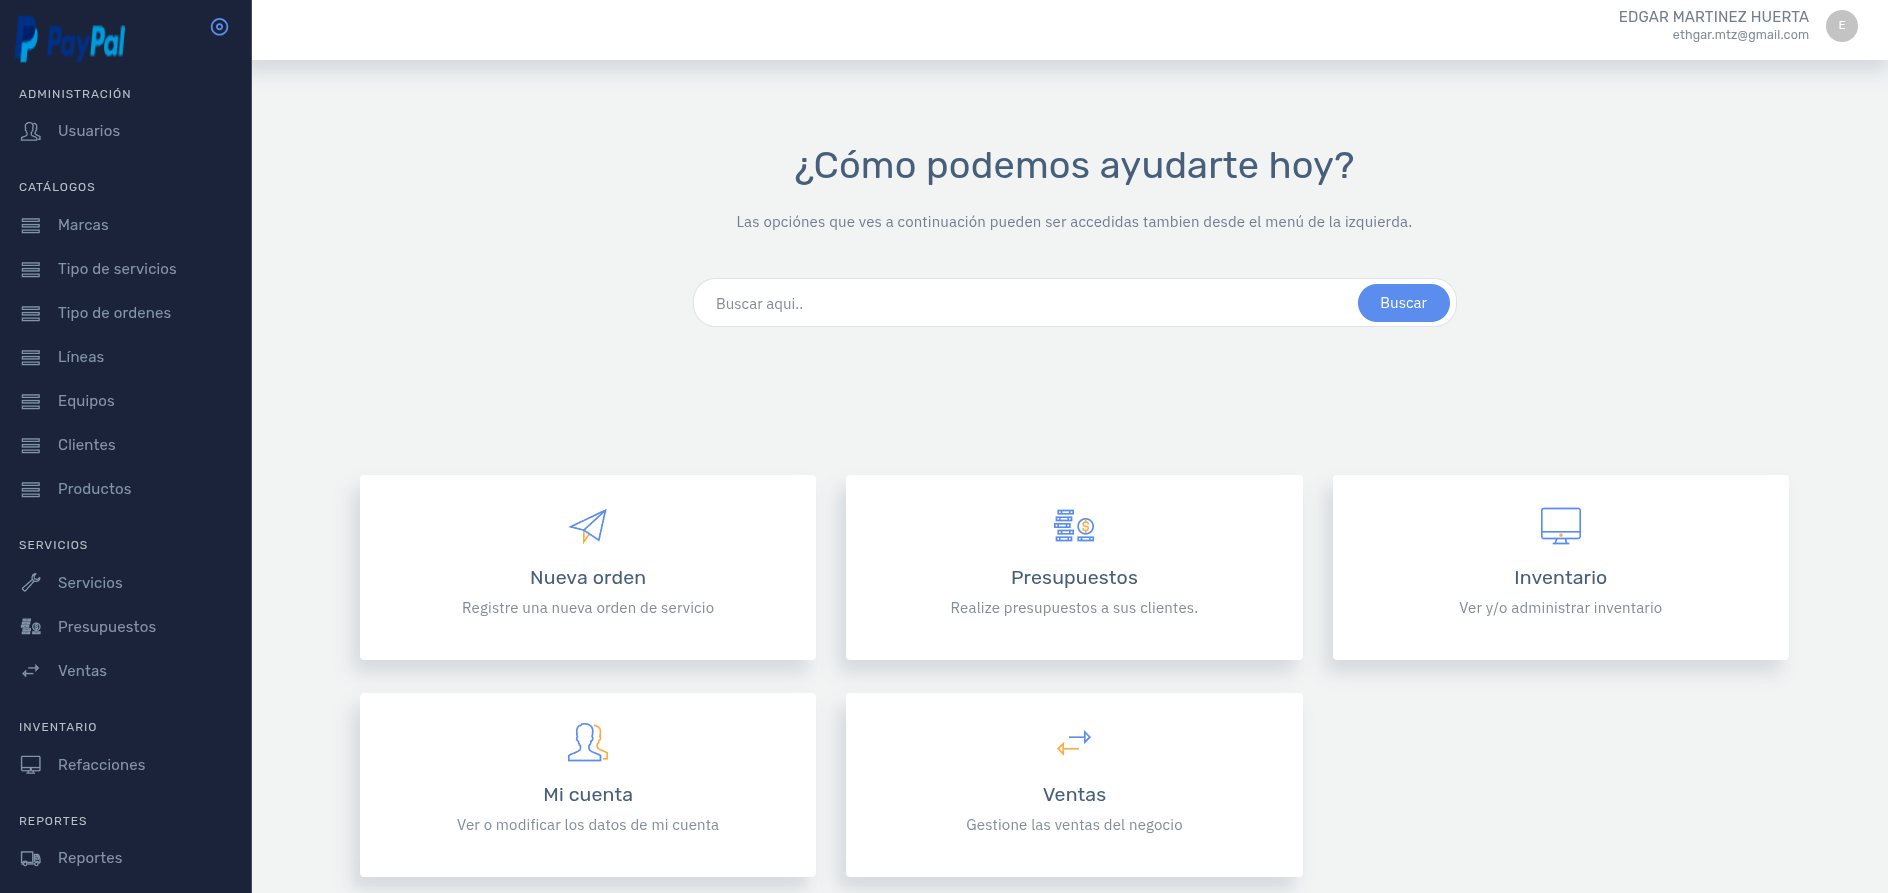 PayPal
EDGAR MARTINEZ HUERTA
ethgar.mtz@gmail.com
E
ADMINISTRACIÓN
Usuarios
CATÁLOGOS
Marcas
Tipo de servicios
Tipo de ordenes
Líneas
Equipos
Clientes
Productos
SERVICIOS
Servicios
Presupuestos
Ventas
INVENTARIO
Refacciones
REPORTES
Reportes
¿Cómo podemos ayudarte hoy?
Las opciónes que ves a continuación pueden ser accedidas tambien desde el menú de la izquierda.
Buscar aqui..
Buscar
Nueva orden
Registre una nueva orden de servicio
Presupuestos
Realize presupuestos a sus clientes.
Inventario
Ver y/o administrar inventario
Mi cuenta
Ver o modificar los datos de mi cuenta
Ventas
Gestione las ventas del negocio